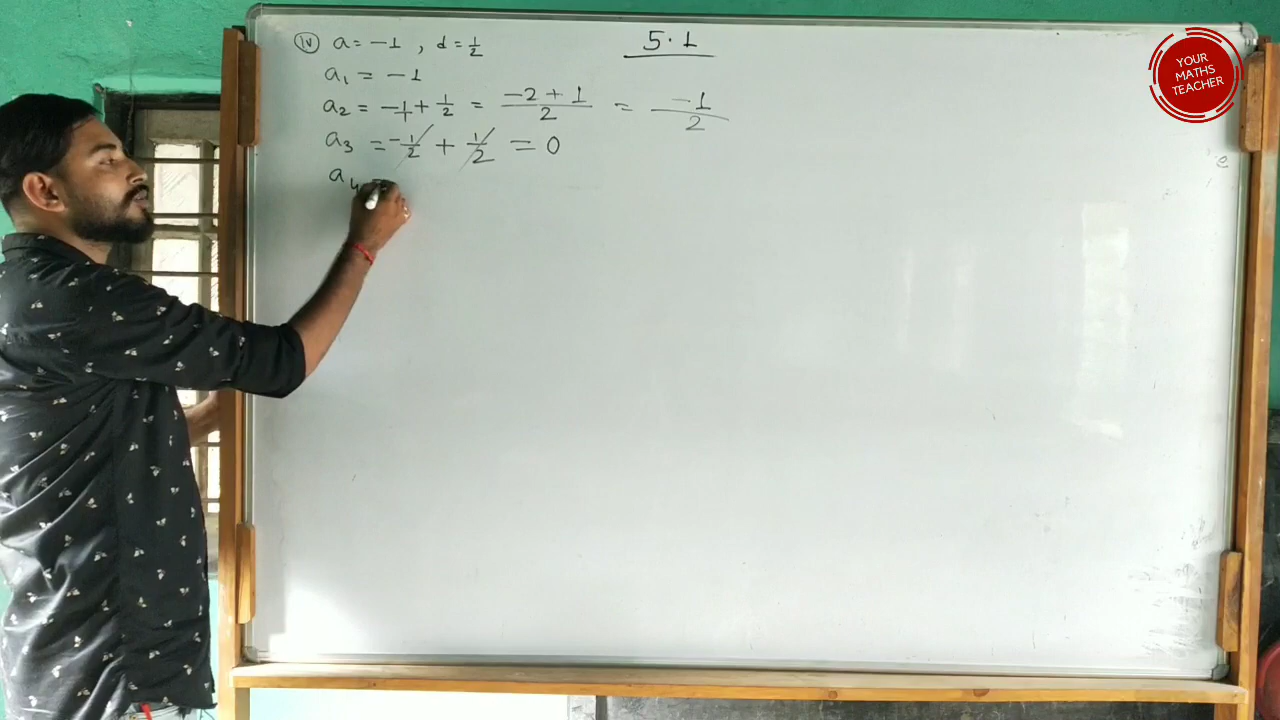 5.1
(iv) a = -1 , d = 1/2
a₁ = -1
a₂ = -1/1 + 1/2 = (-2 + 1)/2 = -1/2
a₃ = -1/2 + 1/2 = 0
a₄ =
YOUR
MATHS
TEACHER
e